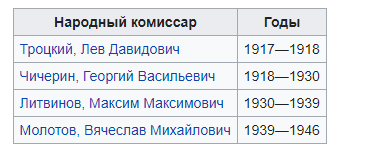 Народный комиссар Годы
Троцкий, Лев Давидович 1917—1918
Чичерин, Георгий Васильевич 1918—1930
Литвинов, Максим Максимович 1930—1939
Молотов, Вячеслав Михайлович 1939—1946